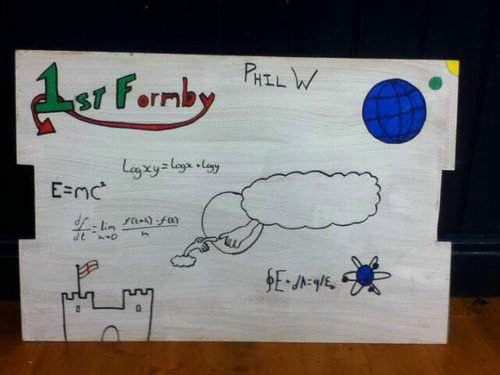 PHIL W
1ST Formby
Logxy = logx + logy
E=mc²
df/dt = lim h→0 f(t+h) - f(t)/h
∮E • dA = q/ε₀